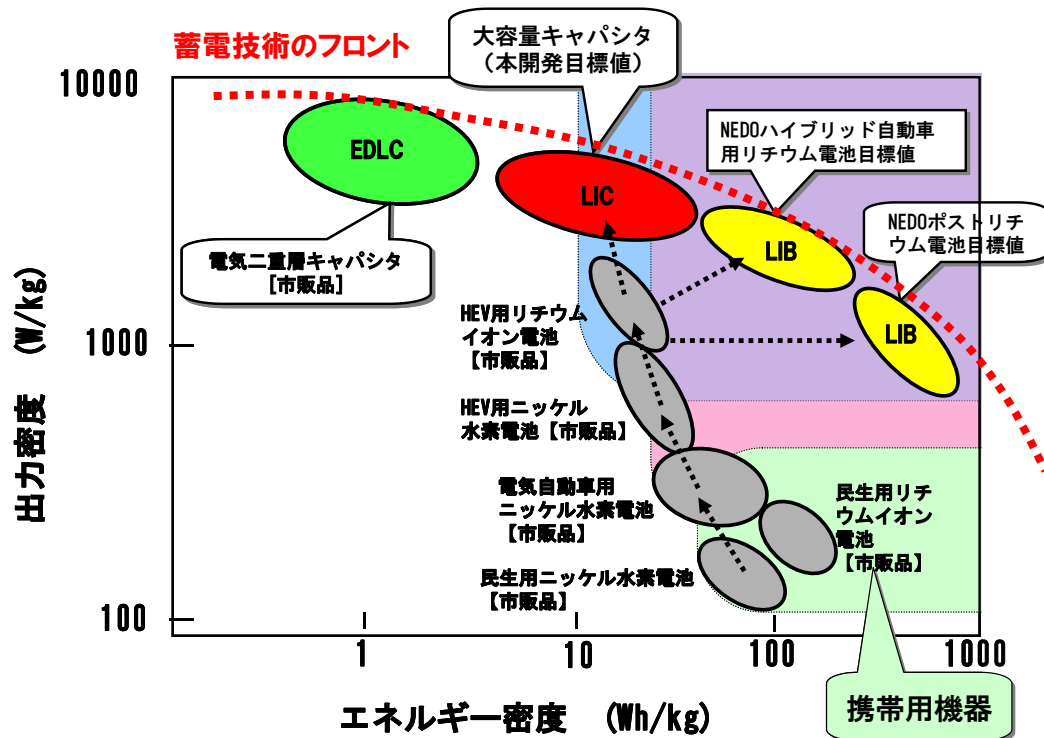 蓄電技術のフロント
大容量キャパシタ
（本開発目標値）
10000
NEDOハイブリッド自動車
用リチウム電池目標値
EDLC
LIC
NEDOポストリチ
ウム電池目標値
LIB
電気二重層キャパシタ
[市販品]
HEV用リチウム
イオン電池
【市販品】
LIB
1000
出力密度 (W/kg)
HEV用ニッケル
水素電池【市販品】
電気自動車用
ニッケル水素電池
【市販品】
民生用リチ
ウムイオン
電池
【市販品】
民生用ニッケル水素電池
【市販品】
100
1
10
100
1000
エネルギー密度 (Wh/kg)
携帯用機器